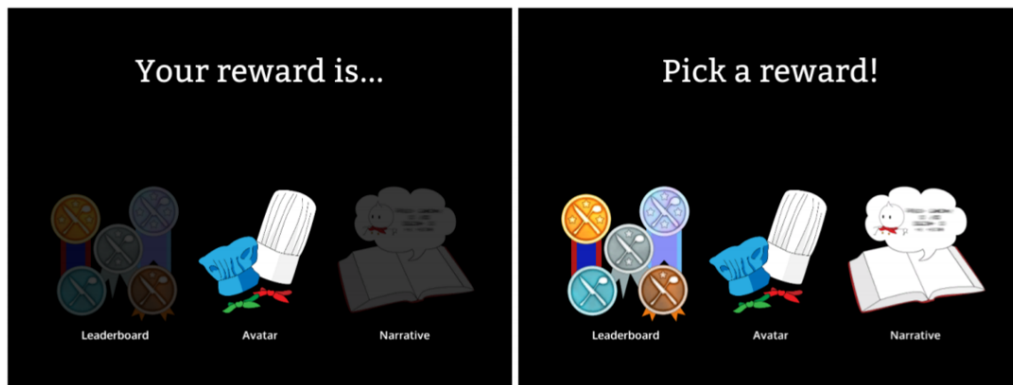 Your reward is...
Leaderboard
Avatar
Narrative
Pick a reward!
Leaderboard
Avatar
Narrative